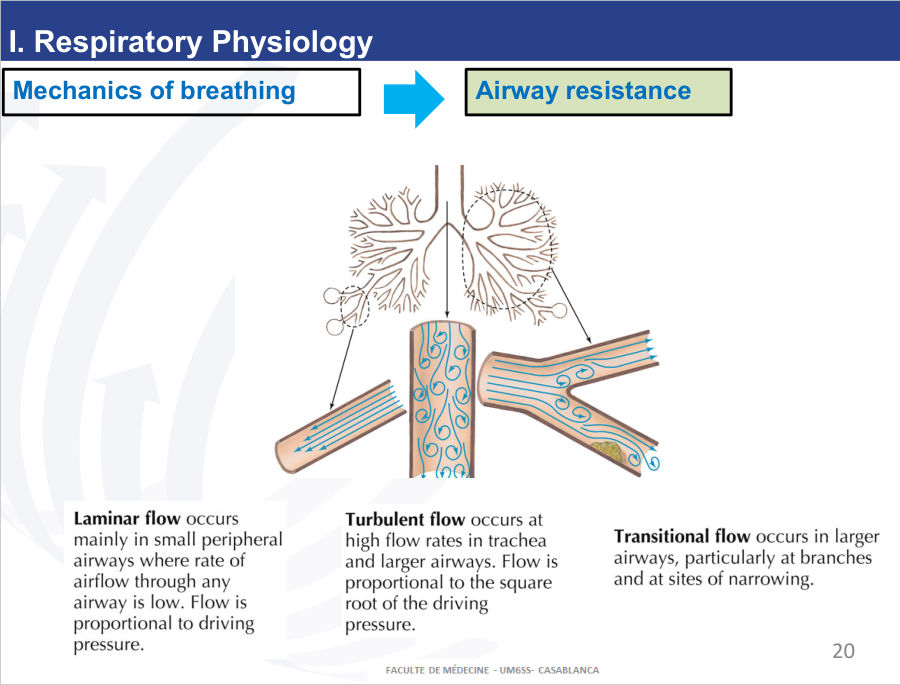 I. Respiratory Physiology
Mechanics of breathing
Airway resistance
Laminar flow occurs
mainly in small peripheral
airways where rate of
airflow through any
airway is low. Flow is
proportional to driving
pressure.
Turbulent flow occurs at
high flow rates in trachea
and larger airways. Flow is
proportional to the square
root of the driving
pressure.
Transitional flow occurs in larger
airways, particularly at branches
and at sites of narrowing.
20
FACULTE DE MÉDECINE - UM6SS- CASABLANCA